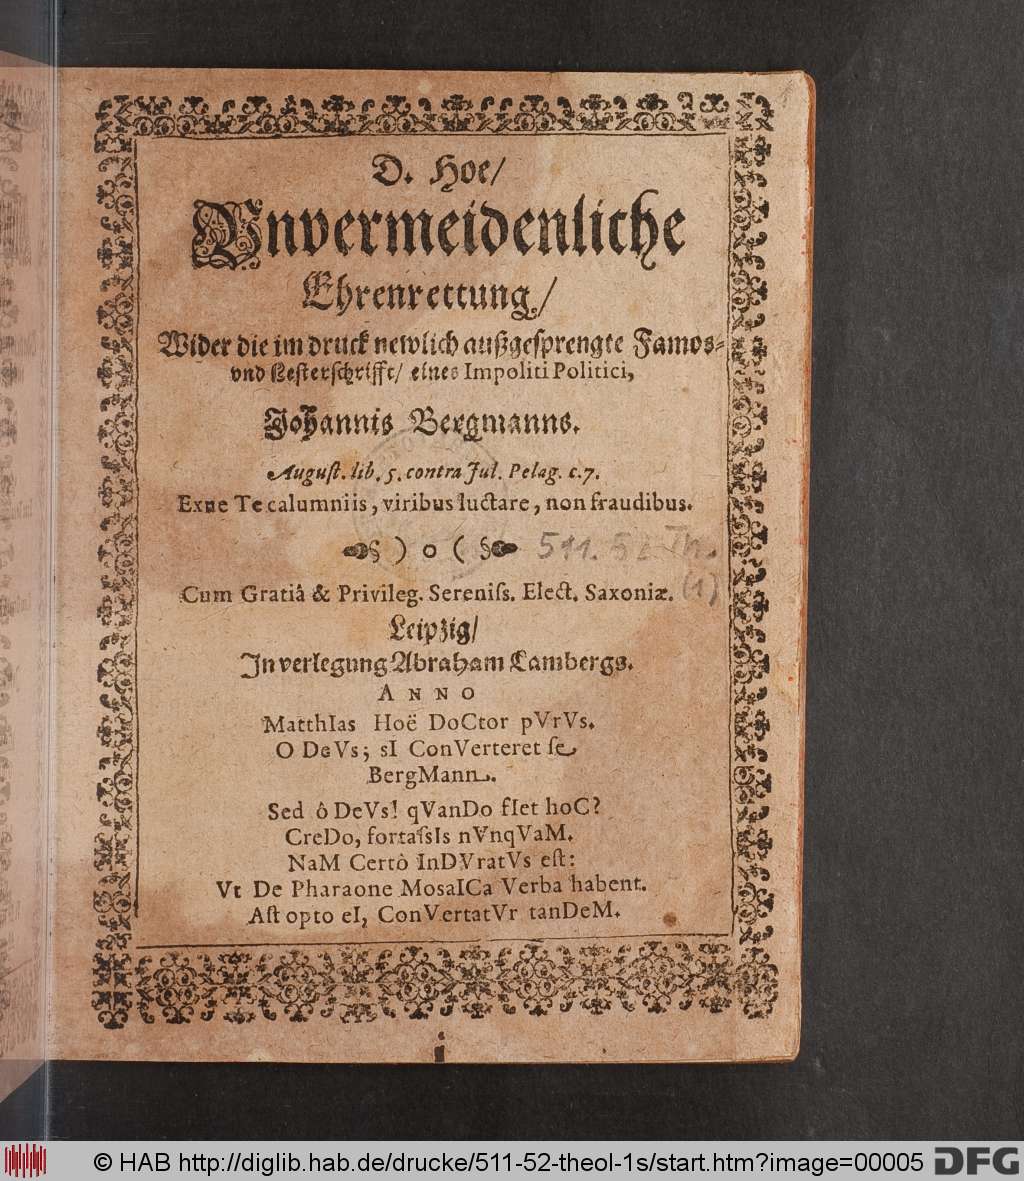 D. Hoe/
Vnvermeidenliche
Ehrenrettung/
Wider die im druck newlich außgesprengte Famos-
vnd Lesterschrifft/ eines Impoliti Politici,
Johannis Bergmanns.
August. lib. 5. contra Jul. Pelag. c. 7.
Exue Te calumniis, viribus luctare, non fraudibus.
§ ) o ( §
511. 52 Th.
(1)
Cum Gratiâ & Privileg. Sereniſs. Elect. Saxoniæ.
Leipzig/
In verlegung Abraham Lambergs.
ANNO
MatthIas Hoë DoCtor pVrVs.
O DeVs; sI ConVerteret ſe
BergMann.
Sed ô DeVs! qVanDo fIet hoC?
CreDo, fortaſsIs nVnqVaM.
NaM Certò InDVratVs eſt:
Vt De Pharaone MosaICa Verba habent.
Aſt opto eI, ConVertatVr tanDeM.
© HAB http://diglib.hab.de/drucke/511-52-theol-1s/start.htm?image=00005
DFG